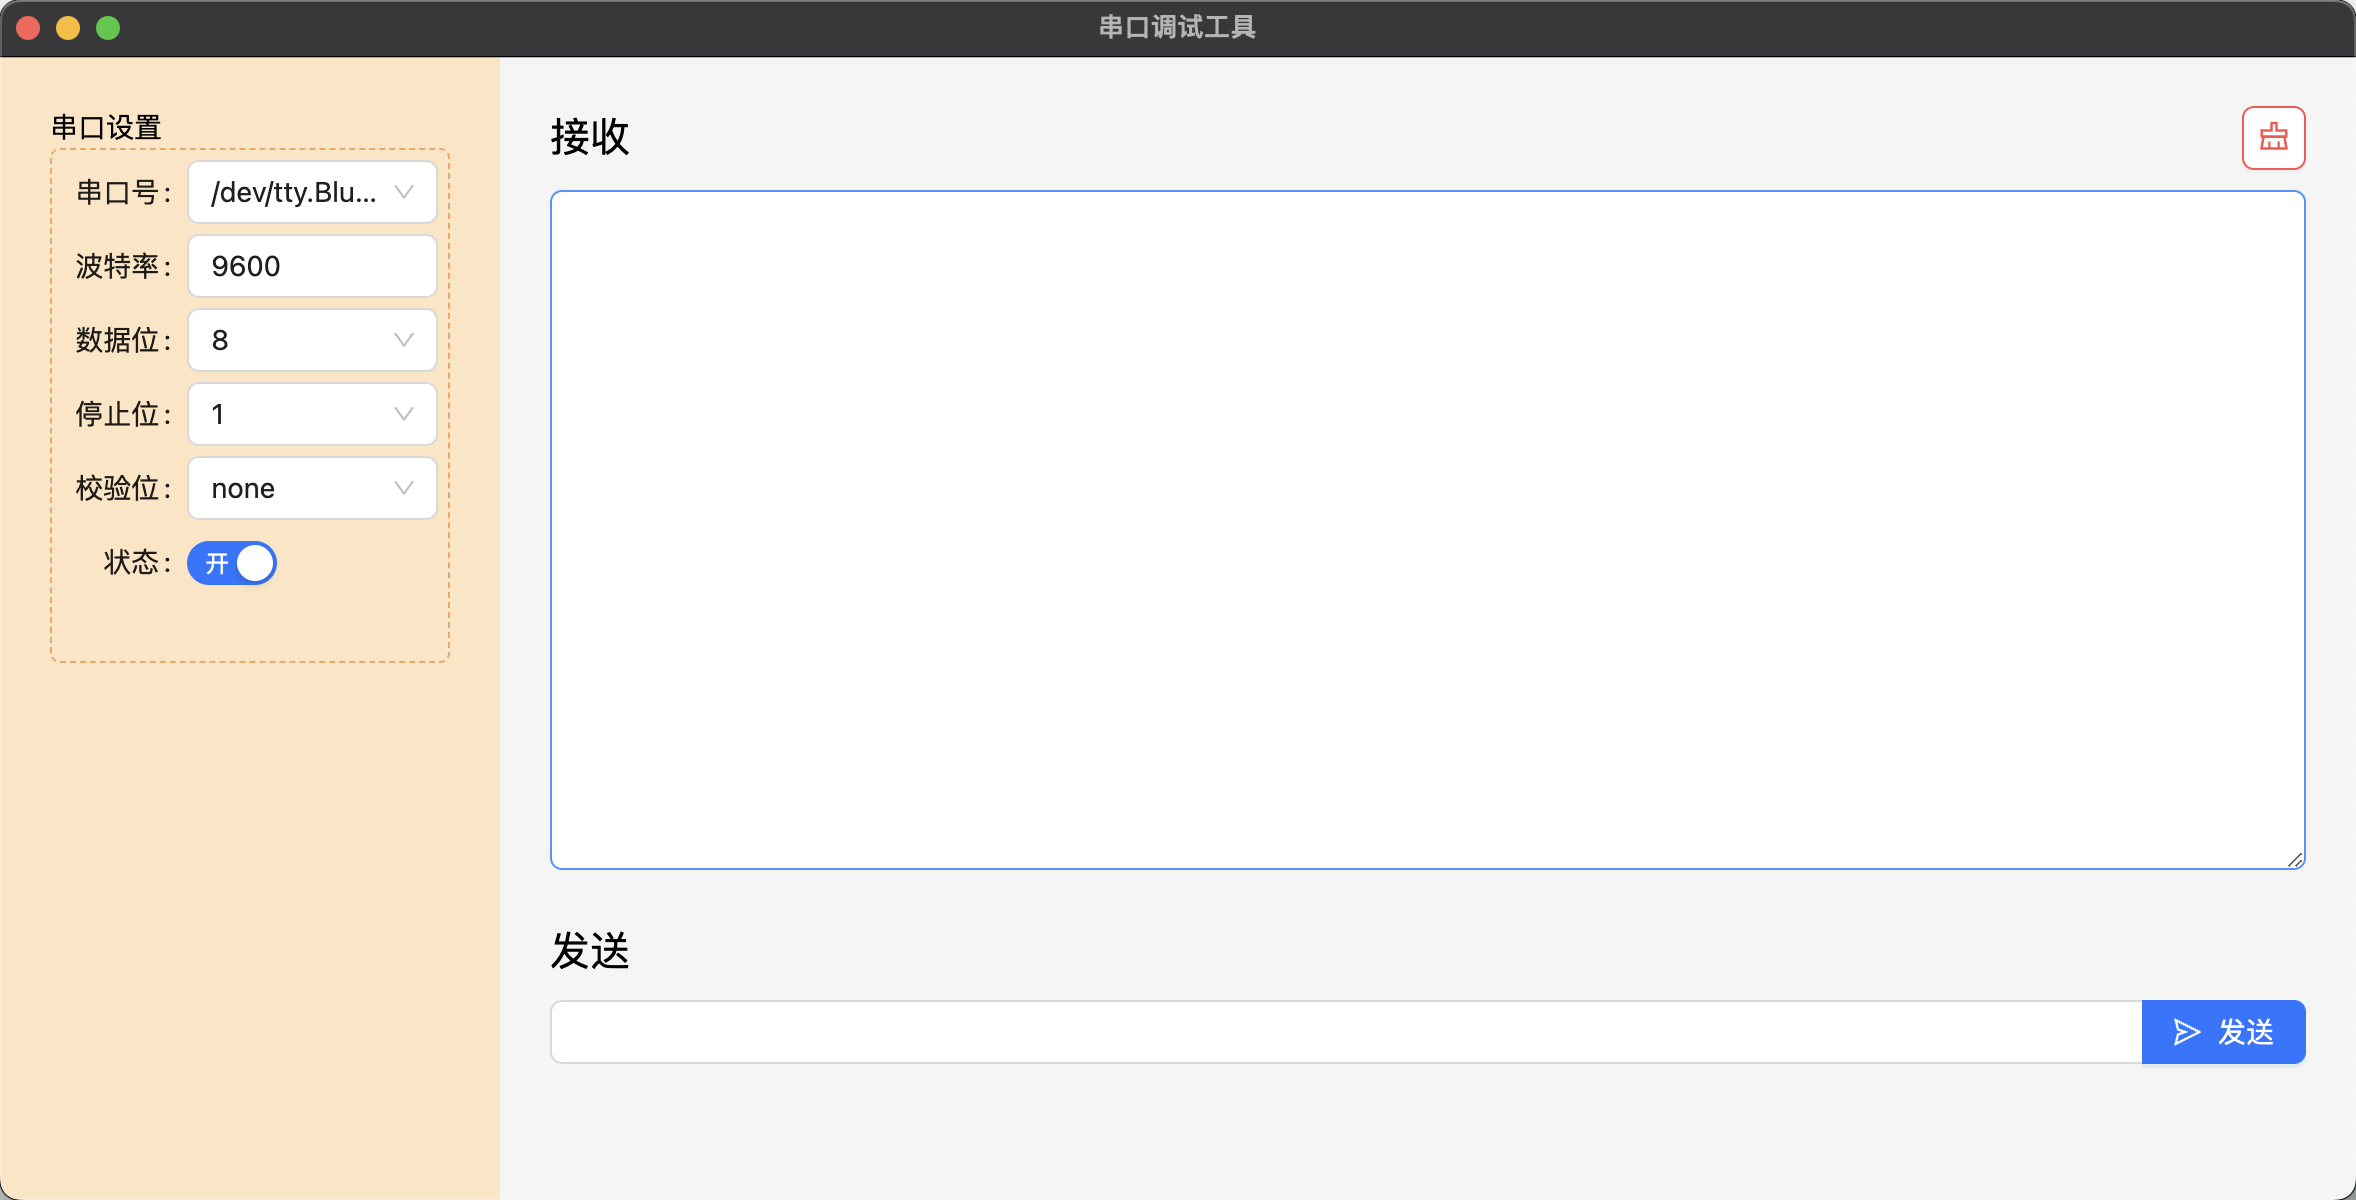 串口调试工具
串口设置
串口号:
/dev/tty.Blu...
波特率:
9600
数据位:
8
停止位:
1
校验位:
none
状态:
开
接收
发送
发送